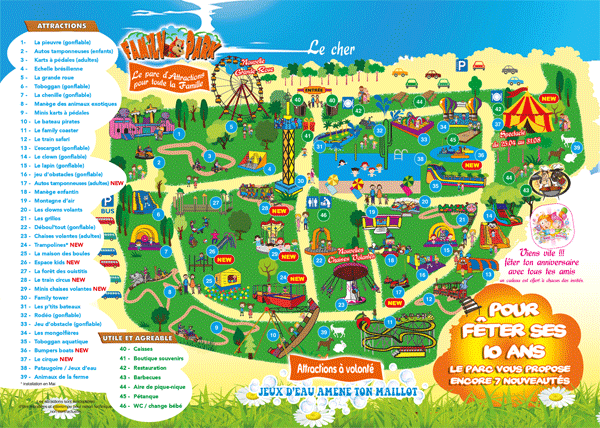 ATTRACTIONS
1- La pieuvre (gonflable)
2 - Autos tamponneuses (enfants)
3 - Karts à pédales (adultes)
4 - Echelle brésilienne
5 - La grande roue
6 - Toboggan (gonflable)
7 - La chenille (gonflable)
8 - Manège des animaux exotiques
9 - Mini karts à pédales
10 - Le bateau pirates
11 - Le family coaster
12 - Le train safari
13 - L'escargot (gonflable)
14 - Le clown (gonflable)
15 - Le lapin (gonflable)
16 - Jeu d'obstacles (gonflable)
17 - Autos tamponneuses (adultes) NEW
18 - Manège enfantin
19 - Montagne d'air
20 - Les clowns volants
21 - Les grillés
22 - Déboul'tout (gonflable)
23 - Chaises volantes (adultes)
24 - Trampolines* NEW
25 - La maison des boules
26 - Espace kids NEW
27 - La forêt des ouistitis
28 - Le train circus NEW
29 - Minis chaises volantes NEW
30 - Family tower
31 - Les p'tits bateaux
32 - Rodéo (gonflable)
33 - Jeu d'obstacle (gonflable)
34 - Les mongolfières
35 - Toboggan aquatique
36 - Bumpers boats NEW
37 - Le cirque NEW
38 - Pataugoire / Jeux d'eau
39 - Animaux de la ferme
* Installation en Mai
UTILE ET AGREABLE
40 - Caisses
41 - Boutique souvenirs
42 - Restauration
43 - Barbecues
44 - Aire de pique-nique
45 - Pétanque
46 - WC / change bébé
FAMILY PARK
Le parc d'Attractions
pour toute la Famille
Le cher
Nouvelle
Grande Roue
ENTRÉE
P
NEW
Spectacle
du 15.04 au 31.08
P
BUS
Nouvelles
Chaises Volantes
Viens vite !!!
fêter ton anniversaire
avec tous tes amis
un cadeau est offert à chacun des invités
POUR
FÊTER SES
10 ANS
LE PARC VOUS PROPOSE
ENCORE 7 NOUVEAUTÉS
Attractions à volonté
JEUX D'EAU AMÈNE TON MAILLOT